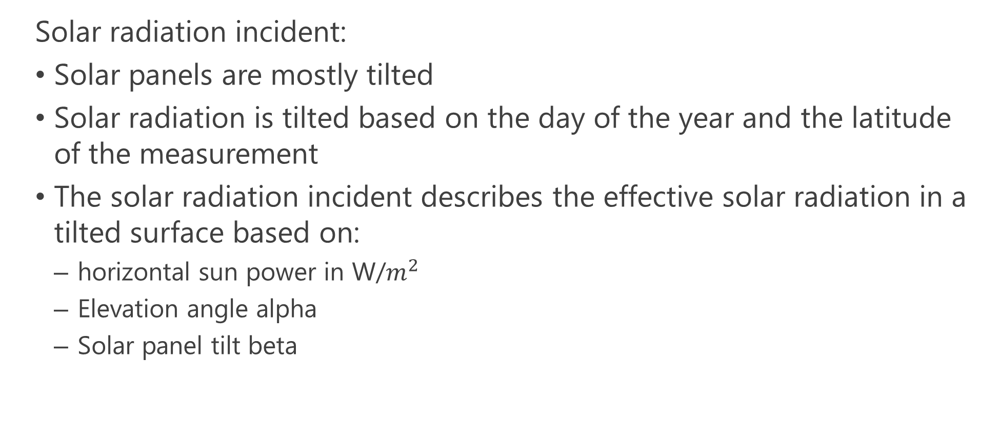 Solar radiation incident:
• Solar panels are mostly tilted
• Solar radiation is tilted based on the day of the year and the latitude
of the measurement
• The solar radiation incident describes the effective solar radiation in a
tilted surface based on:
– horizontal sun power in W/m²
– Elevation angle alpha
– Solar panel tilt beta